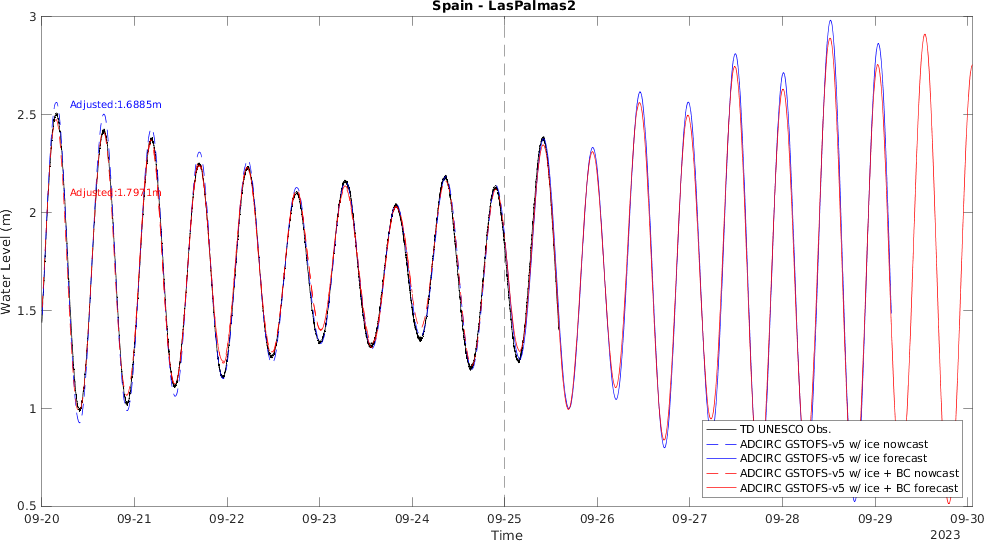 Spain - LasPalmas2
3
2.5
2
1.5
1
0.5
Water Level (m)
Adjusted:1.6885m
Adjusted:1.7971m
TD UNESCO Obs.
ADCIRC GSTOFS-v5 w/ ice nowcast
ADCIRC GSTOFS-v5 w/ ice forecast
ADCIRC GSTOFS-v5 w/ ice + BC nowcast
ADCIRC GSTOFS-v5 w/ ice + BC forecast
09-20 09-21 09-22 09-23 09-24 09-25 09-26 09-27 09-28 09-29 09-30
Time
2023